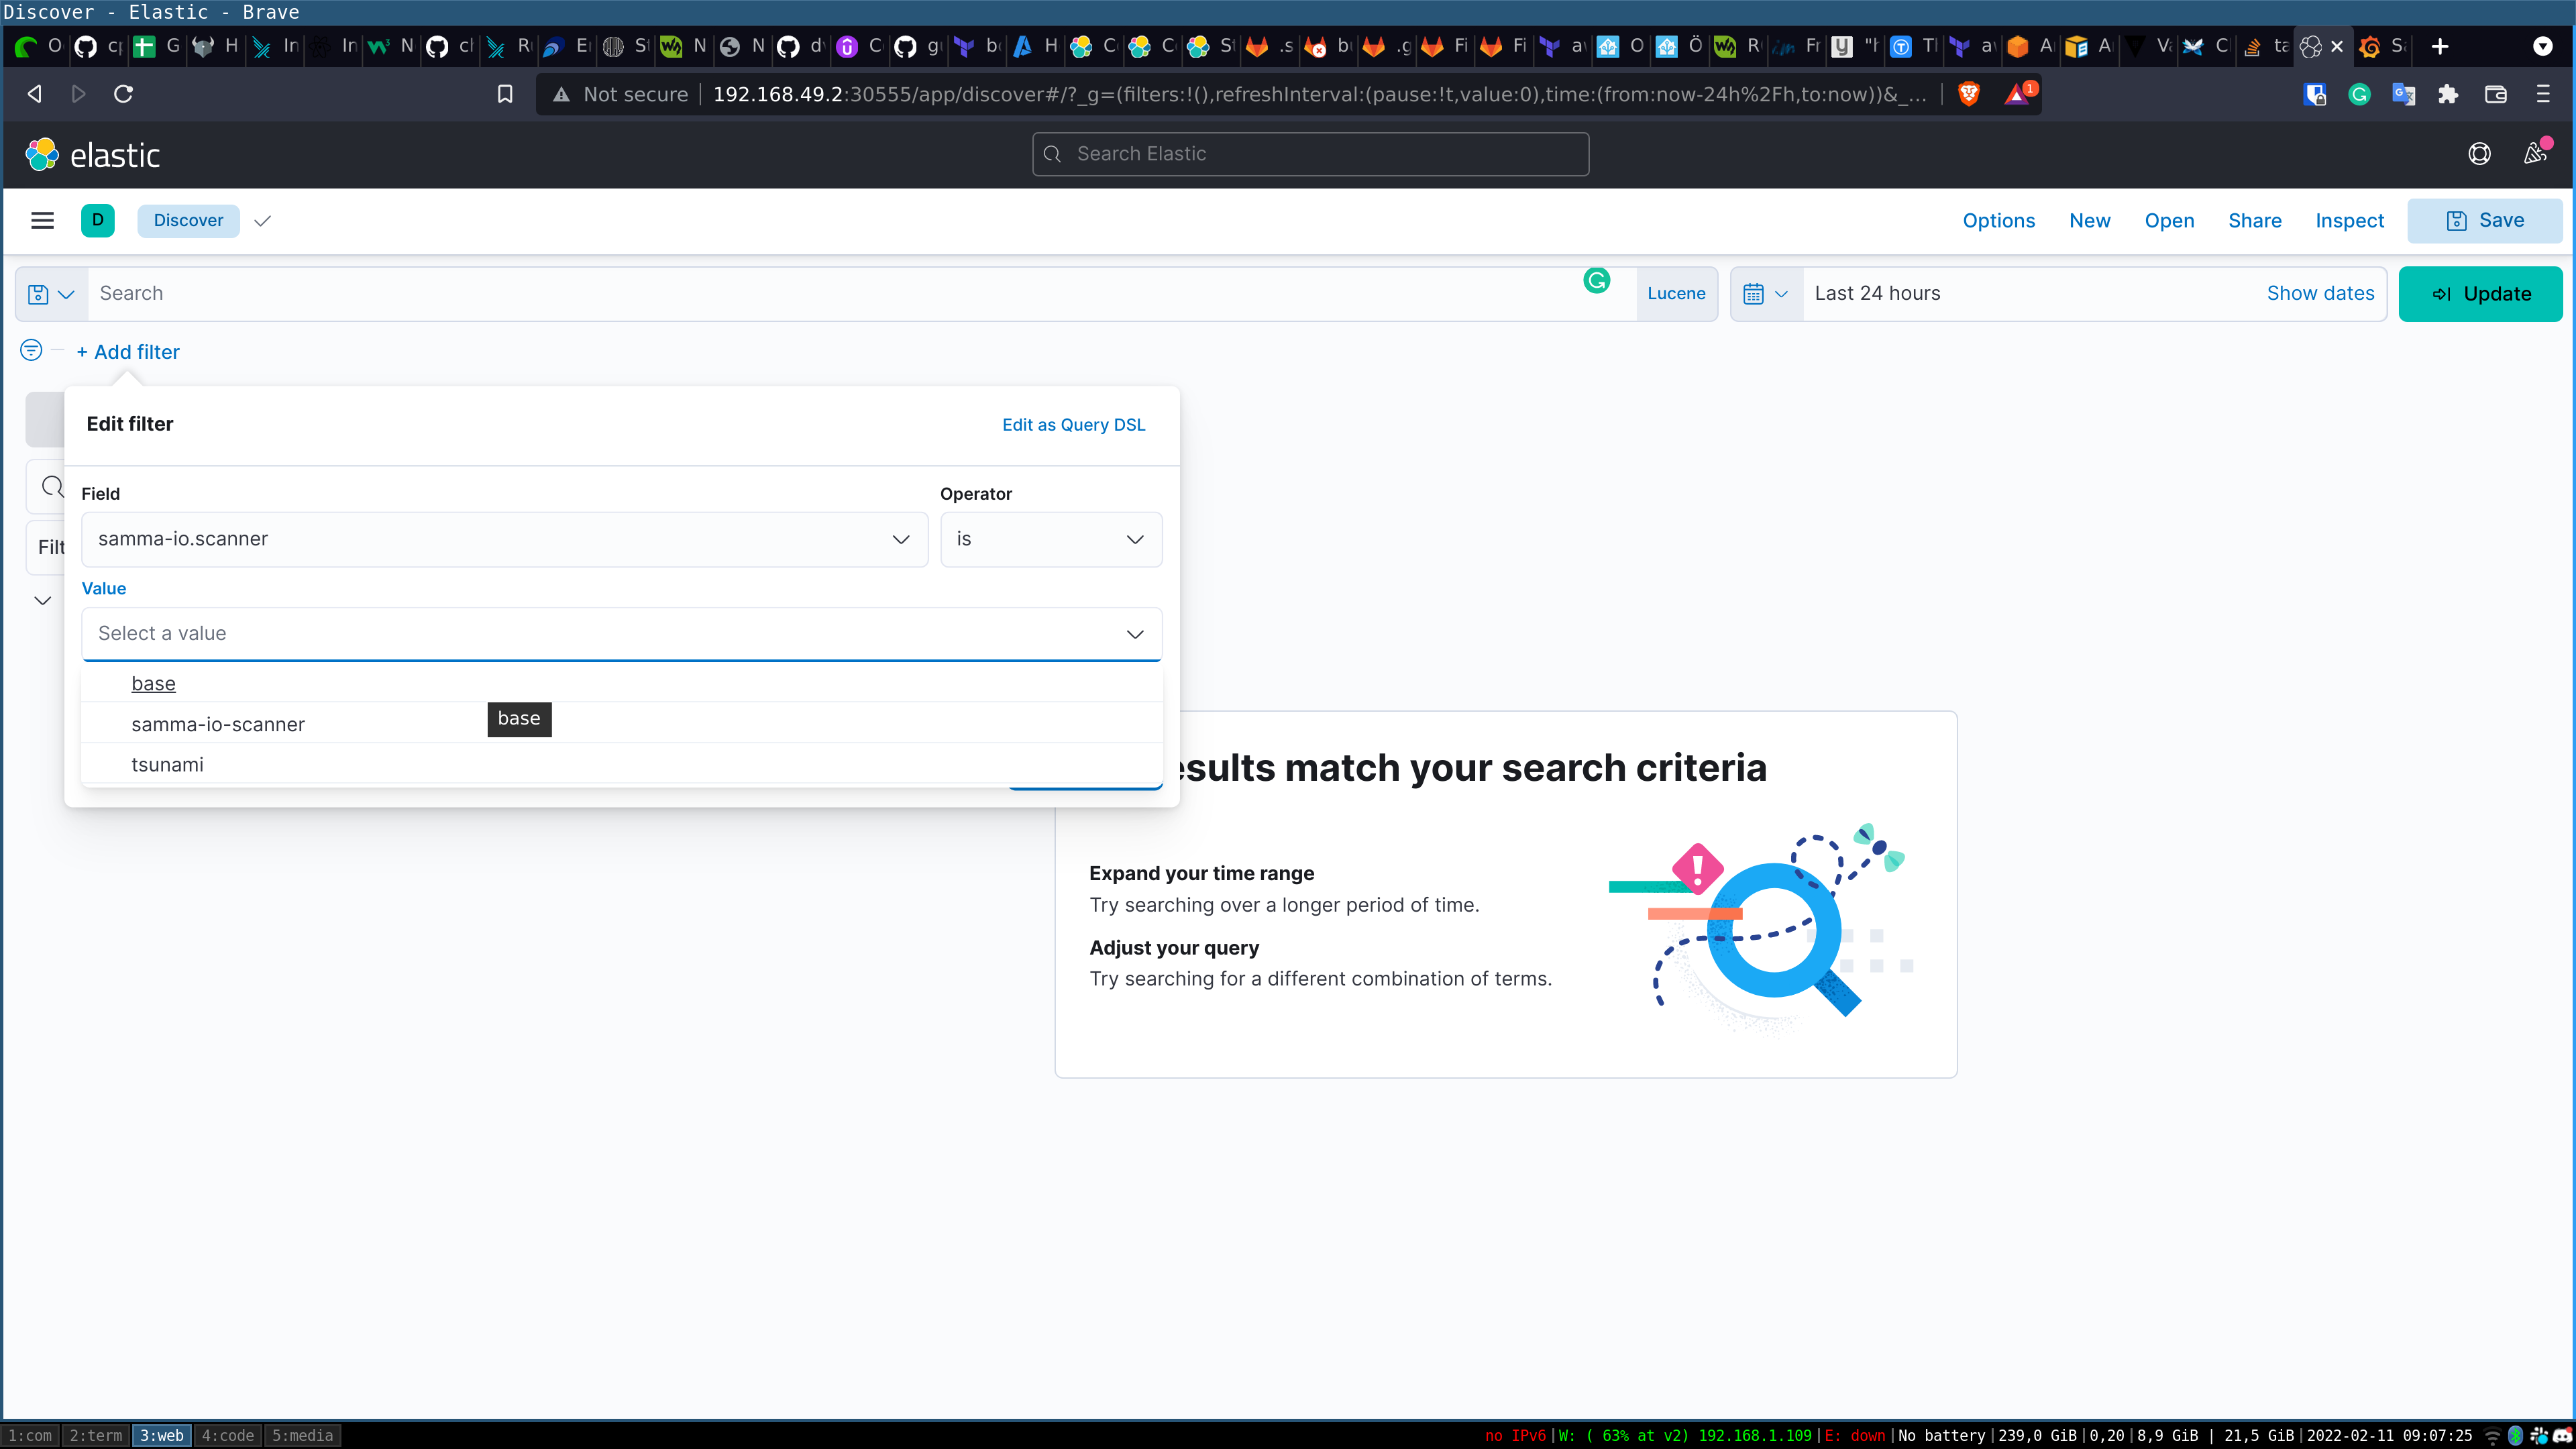 Discover - Elastic - Brave
Not secure 192.168.49.2:30555/app/discover#/?_g=(filters:!(),refreshInterval:(pause:!t,value:0),time:(from:now-24h%2Fh,to:now))&_... 1
elastic
Search Elastic
D Discover Options New Open Share Inspect Save
Search Lucene Last 24 hours Show dates Update
+ Add filter
Edit filter Edit as Query DSL
Field Operator
samma-io.scanner is
Filt
Value
Select a value
base
base
samma-io-scanner
tsunami
esults match your search criteria
Expand your time range
Try searching over a longer period of time.
Adjust your query
Try searching for a different combination of terms.
1:com 2:term 3:web 4:code 5:media no IPv6|W: ( 63% at v2) 192.168.1.109|E: down|No battery|239,0 GiB|0,20|8,9 GiB | 21,5 GiB|2022-02-11 09:07:25